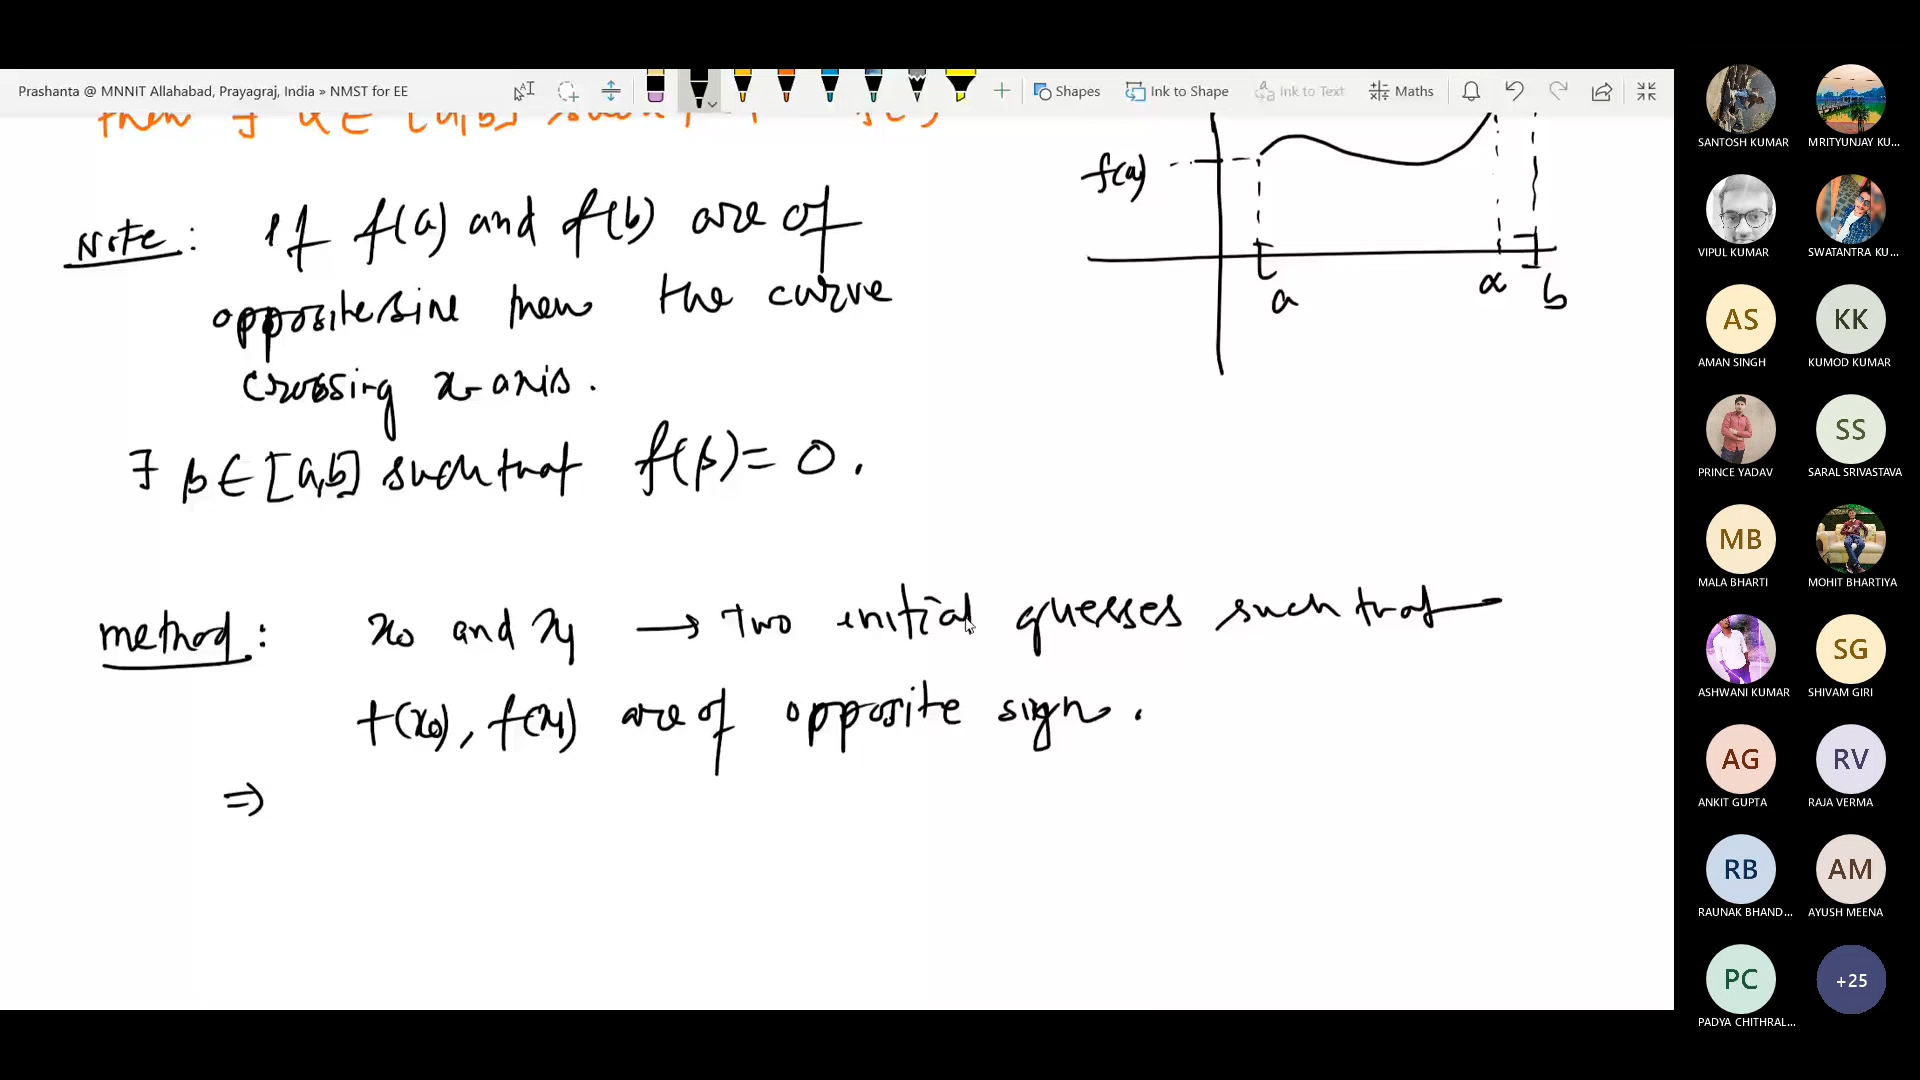 Prashanta @ MNNIT Allahabad, Prayagraj, India » NMST for EE
Shapes
Ink to Shape
Ink to Text
Maths
then ∃ α ∈ [a,b]
f(a)
a
α
b
Note: If f(a) and f(b) are of
opposite sine then the curve
crossing x-axis.
∃ β ∈ [a,b] such that f(β) = 0.
method: x₀ and x₁ → Two initial guesses such that
f(x₀), f(x₁) are of opposite sign.
⇒
SANTOSH KUMAR
MRITYUNJAY KU...
VIPUL KUMAR
SWATANTRA KU...
AS
KK
AMAN SINGH
KUMOD KUMAR
SS
PRINCE YADAV
SARAL SRIVASTAVA
MB
MALA BHARTI
MOHIT BHARTIYA
SG
ASHWANI KUMAR
SHIVAM GIRI
AG
RV
ANKIT GUPTA
RAJA VERMA
RB
AM
RAUNAK BHAND...
AYUSH MEENA
PC
+25
PADYA CHITHRAL...